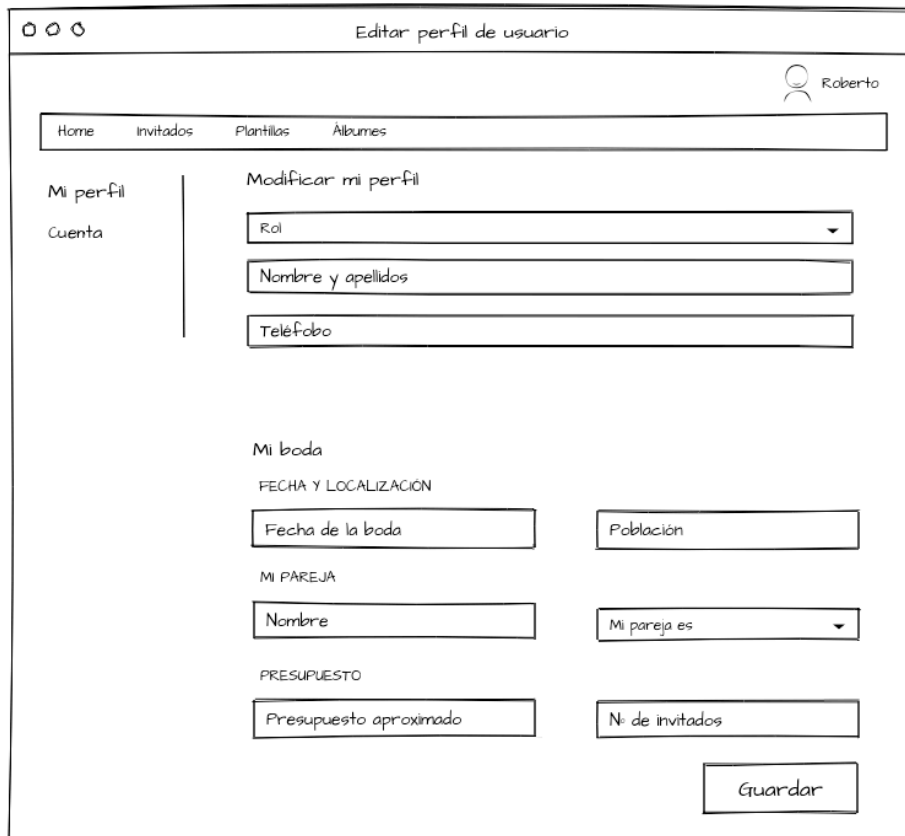 Editar perfil de usuario
Roberto
Home Invitados Plantillas Álbumes
Mi perfil
Cuenta
Modificar mi perfil
Rol
Nombre y apellidos
Teléfobo
Mi boda
FECHA Y LOCALIZACIÓN
Fecha de la boda Población
MI PAREJA
Nombre Mi pareja es
PRESUPUESTO
Presupuesto aproximado Nº de invitados
Guardar